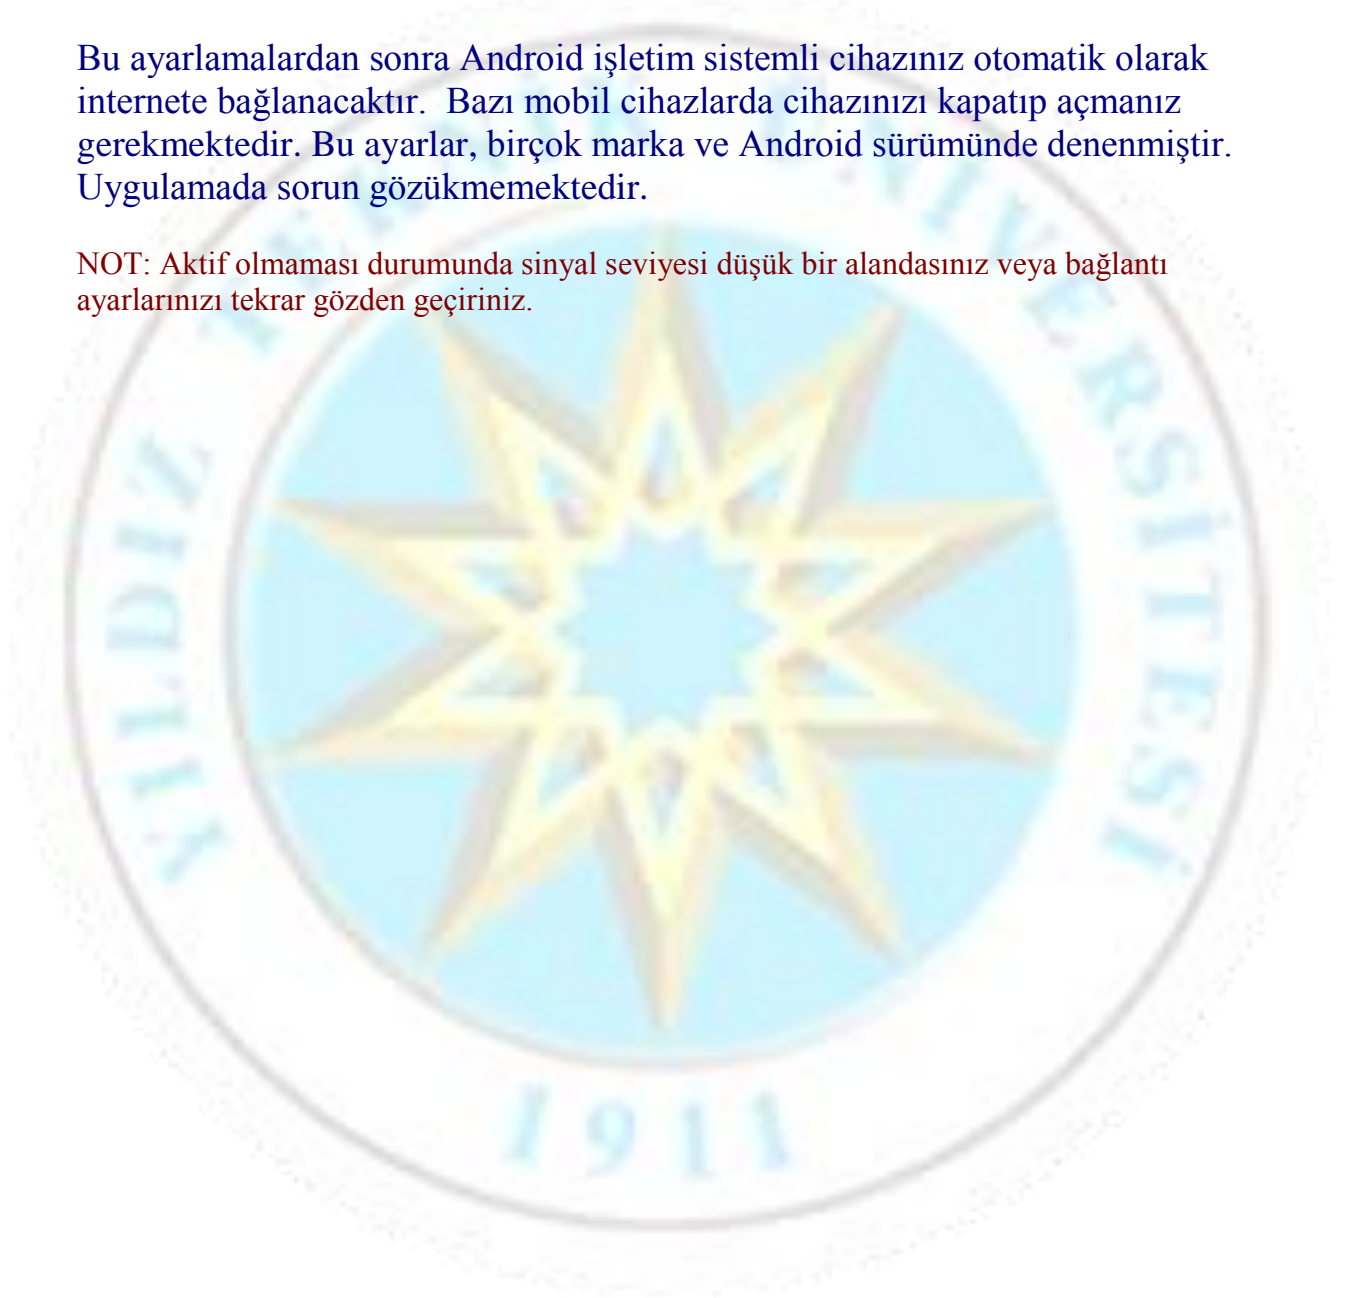 Bu ayarlamalardan sonra Android işletim sistemli cihazınız otomatik olarak
internete bağlanacaktır.  Bazı mobil cihazlarda cihazınızı kapatıp açmanız
gerekmektedir. Bu ayarlar, birçok marka ve Android sürümünde denenmiştir.
Uygulamada sorun gözükmemektedir.
NOT: Aktif olmaması durumunda sinyal seviyesi düşük bir alandasınız veya bağlantı
ayarlarınızı tekrar gözden geçiriniz.
YILDIZ TEKNİK ÜNİVERSİTESİ
1911